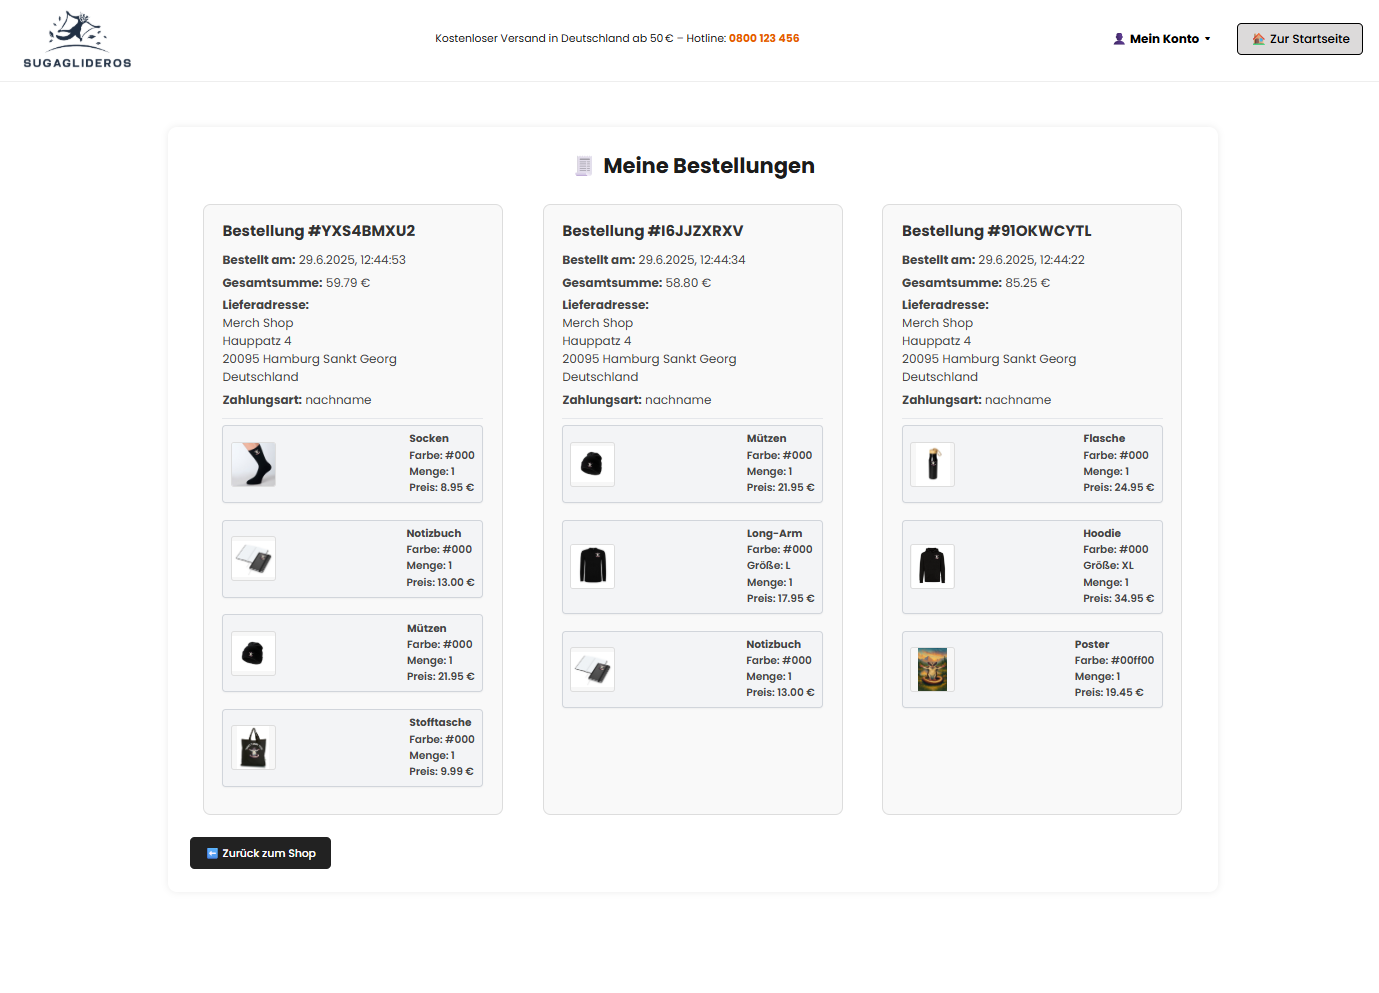 SUGAGLIDEROS
Kostenloser Versand in Deutschland ab 50 € – Hotline: 0800 123 456
Mein Konto
Zur Startseite
Meine Bestellungen
Bestellung #YXS4BMXU2
Bestellt am: 29.6.2025, 12:44:53
Gesamtsumme: 59.79 €
Lieferadresse:
Merch Shop
Hauppatz 4
20095 Hamburg Sankt Georg
Deutschland
Zahlungsart: nachname
Socken
Farbe: #000
Menge: 1
Preis: 8.95 €
Notizbuch
Farbe: #000
Menge: 1
Preis: 13.00 €
Mützen
Farbe: #000
Menge: 1
Preis: 21.95 €
Stofftasche
Farbe: #000
Menge: 1
Preis: 9.99 €
Bestellung #I6JJZXRXV
Bestellt am: 29.6.2025, 12:44:34
Gesamtsumme: 58.80 €
Lieferadresse:
Merch Shop
Hauppatz 4
20095 Hamburg Sankt Georg
Deutschland
Zahlungsart: nachname
Mützen
Farbe: #000
Menge: 1
Preis: 21.95 €
Long-Arm
Farbe: #000
Größe: L
Menge: 1
Preis: 17.95 €
Notizbuch
Farbe: #000
Menge: 1
Preis: 13.00 €
Bestellung #91OKWCYTL
Bestellt am: 29.6.2025, 12:44:22
Gesamtsumme: 85.25 €
Lieferadresse:
Merch Shop
Hauppatz 4
20095 Hamburg Sankt Georg
Deutschland
Zahlungsart: nachname
Flasche
Farbe: #000
Menge: 1
Preis: 24.95 €
Hoodie
Farbe: #000
Größe: XL
Menge: 1
Preis: 34.95 €
Poster
Farbe: #00ff00
Menge: 1
Preis: 19.45 €
Zurück zum Shop